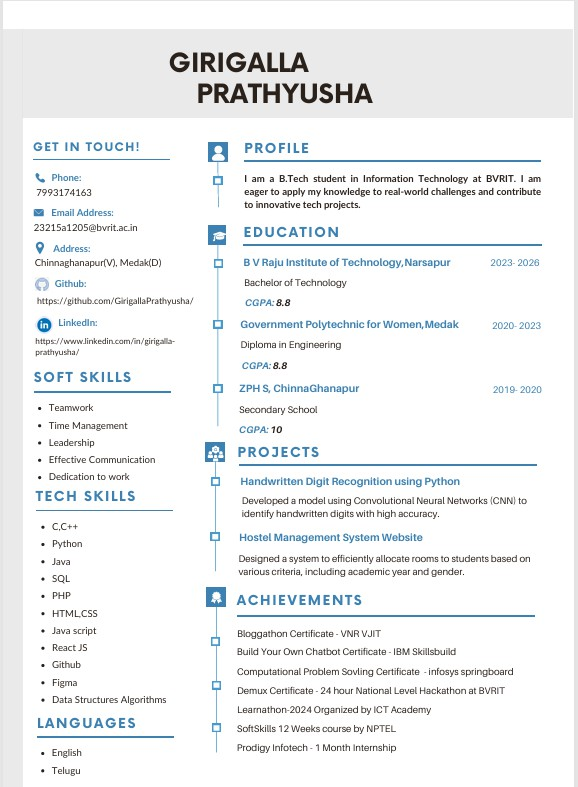 GIRIGALLA
PRATHYUSHA
GET IN TOUCH!
Phone:
7993174163
Email Address:
23215a1205@bvrit.ac.in
Address:
Chinnaghanapur(V), Medak(D)
Github:
https://github.com/GirigallaPrathyusha/
LinkedIn:
https://www.linkedin.com/in/girigalla-
prathyusha/
SOFT SKILLS
Teamwork
Time Management
Leadership
Effective Communication
Dedication to work
TECH SKILLS
C,C++
Python
Java
SQL
PHP
HTML,CSS
Java script
React JS
Github
Figma
Data Structures Algorithms
LANGUAGES
English
Telugu
PROFILE
I am a B.Tech student in Information Technology at BVRIT. I am
eager to apply my knowledge to real-world challenges and contribute
to innovative tech projects.
EDUCATION
B V Raju Institute of Technology,Narsapur 2023- 2026
Bachelor of Technology
CGPA: 8.8
Government Polytechnic for Women,Medak 2020- 2023
Diploma in Engineering
CGPA: 8.8
ZPH S, ChinnaGhanapur 2019- 2020
Secondary School
CGPA: 10
PROJECTS
Handwritten Digit Recognition using Python
Developed a model using Convolutional Neural Networks (CNN) to
identify handwritten digits with high accuracy.
Hostel Management System Website
Designed a system to efficiently allocate rooms to students based on
various criteria, including academic year and gender.
ACHIEVEMENTS
Bloggathon Certificate - VNR VJIT
Build Your Own Chatbot Certificate - IBM Skillsbuild
Computational Problem Sovling Certificate - infosys springboard
Demux Certificate - 24 hour National Level Hackathon at BVRIT
Learnathon-2024 Organized by ICT Academy
SoftSkills 12 Weeks course by NPTEL
Prodigy Infotech - 1 Month Internship